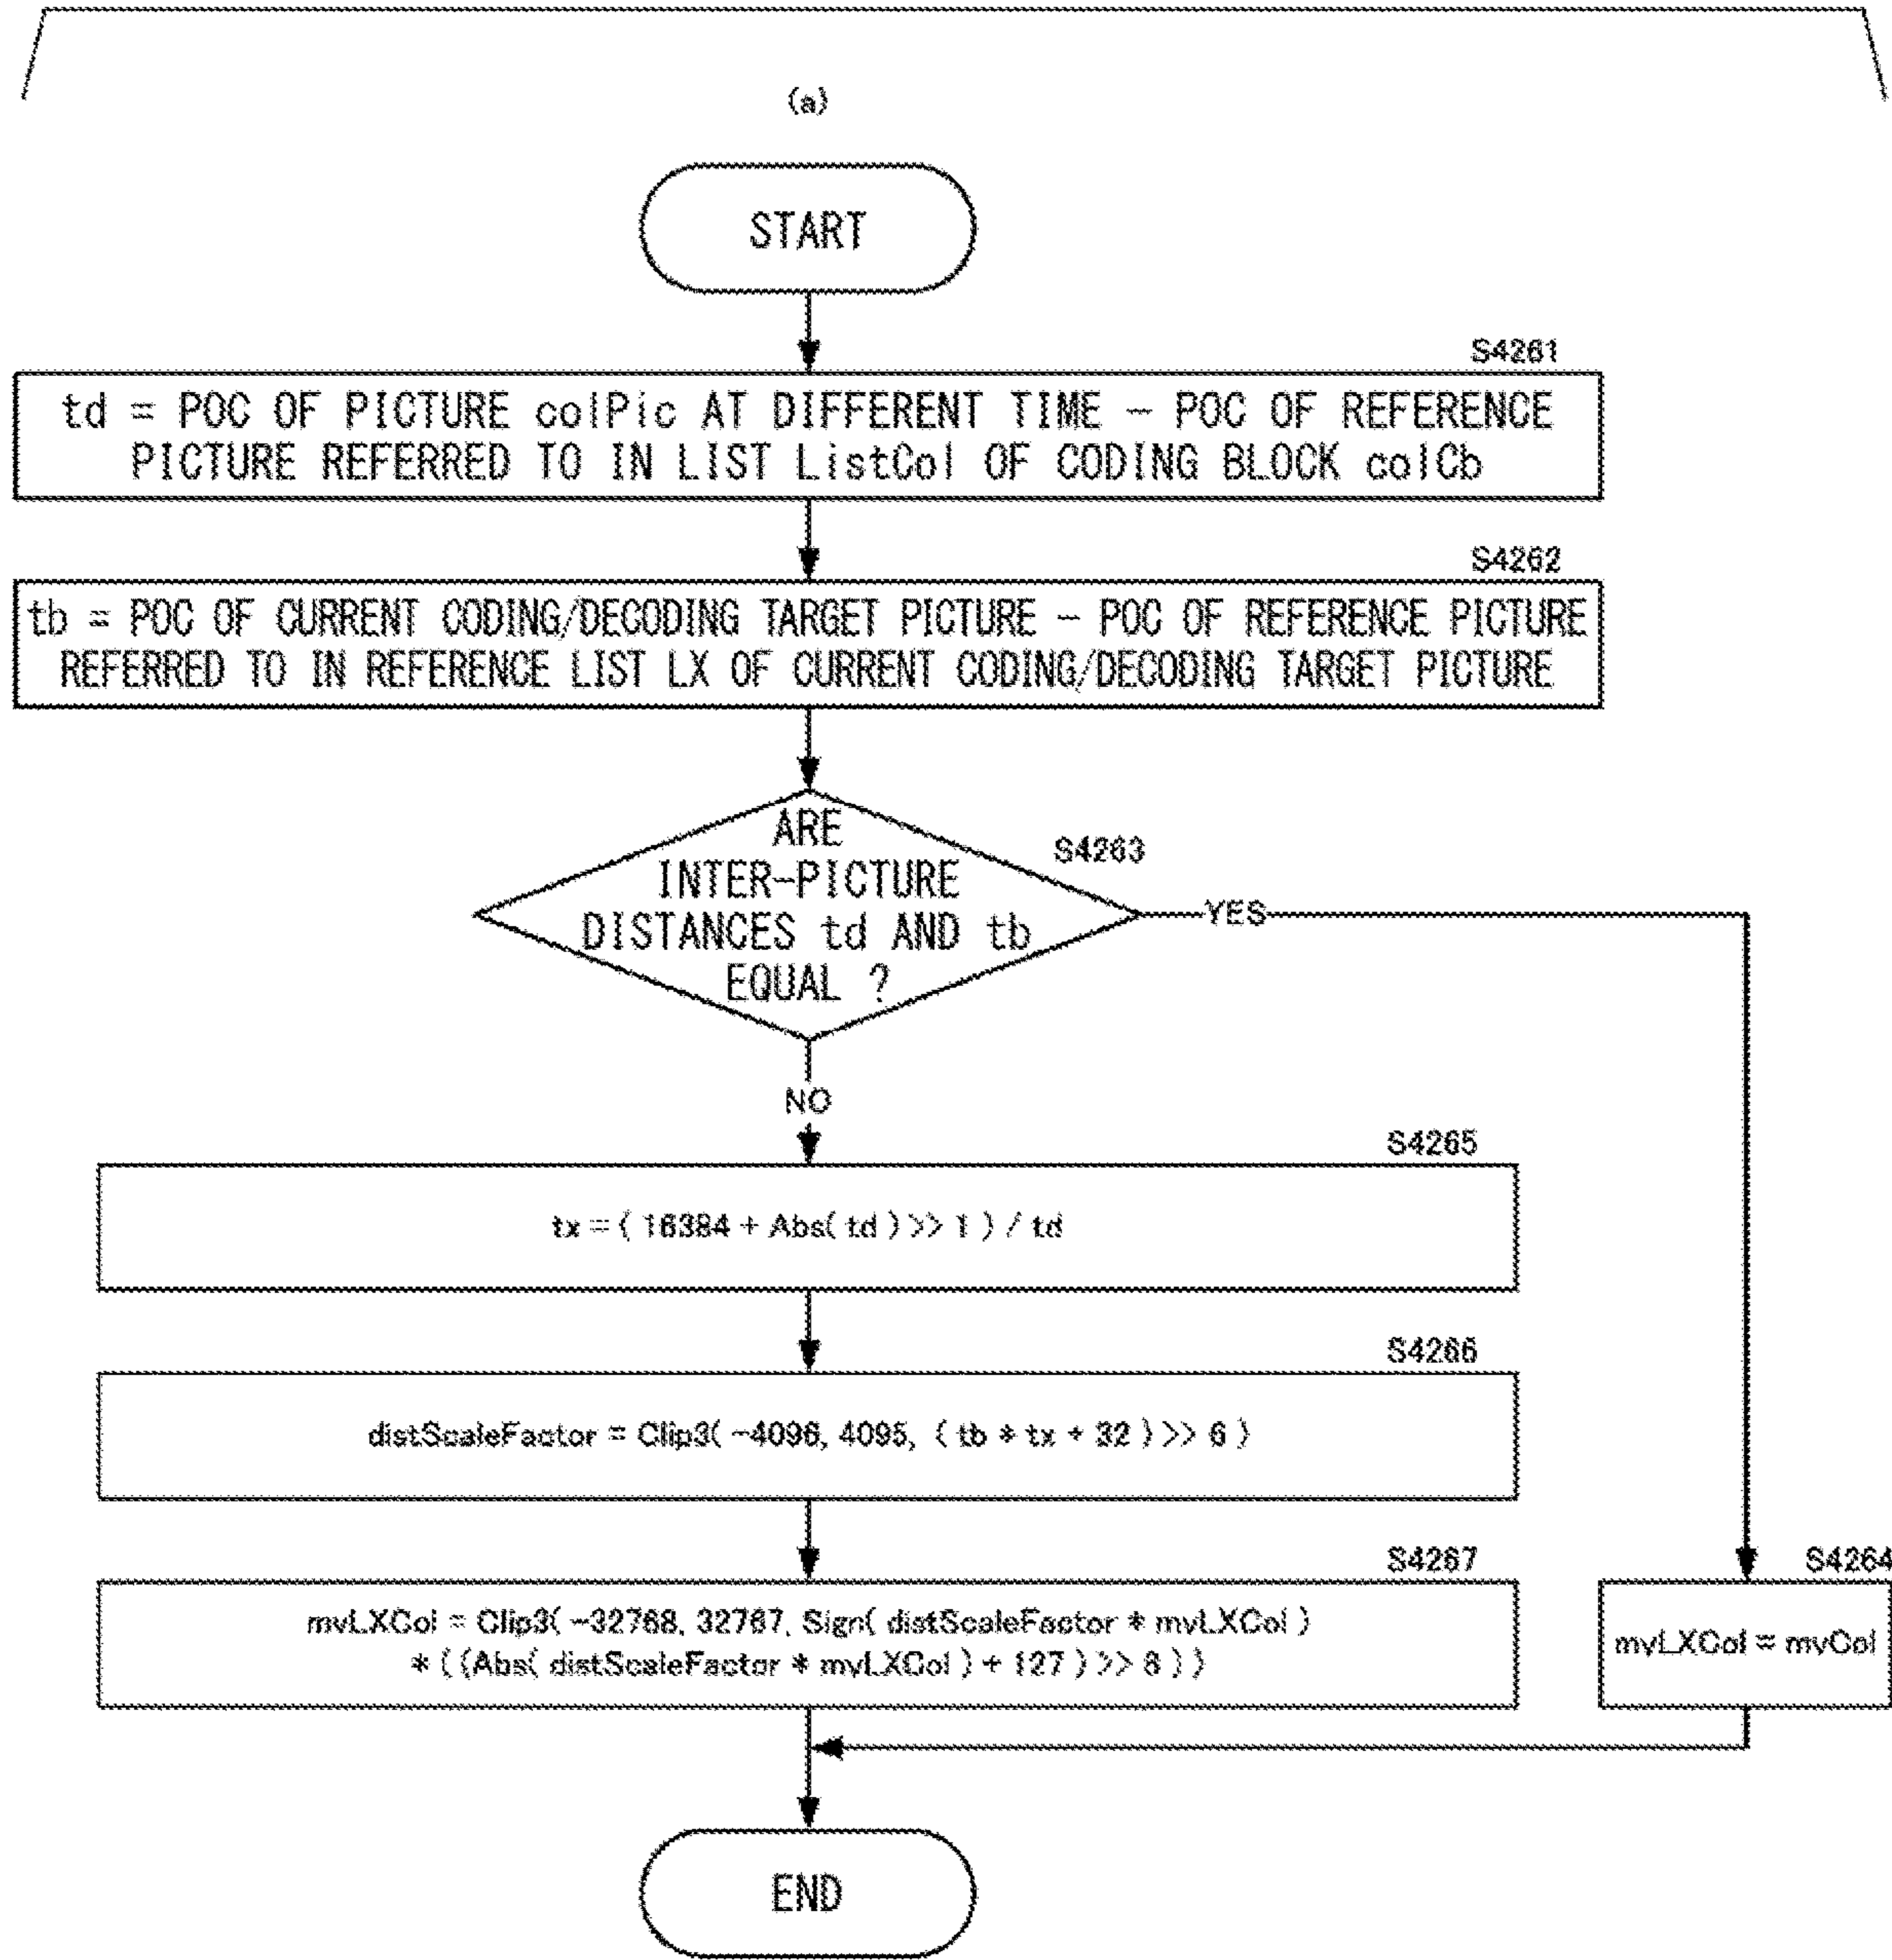 (a)
START
S4261
td = POC OF PICTURE colPic AT DIFFERENT TIME - POC OF REFERENCE
PICTURE REFERRED TO IN LIST ListCol OF CODING BLOCK colCb
S4262
tb = POC OF CURRENT CODING/DECODING TARGET PICTURE - POC OF REFERENCE PICTURE
REFERRED TO IN REFERENCE LIST LX OF CURRENT CODING/DECODING TARGET PICTURE
ARE
INTER-PICTURE
DISTANCES td AND tb
EQUAL ?
S4263
YES
NO
S4265
tx = ( 16384 + Abs( td ) >> 1 ) / td
S4266
distScaleFactor = Clip3( -4096, 4095, ( tb * tx + 32 ) >> 6 )
S4267
mvLXCol = Clip3( -32768, 32767, Sign( distScaleFactor * mvLXCol )
* ( (Abs( distScaleFactor * mvLXCol ) + 127 ) >> 8 ) )
S4264
mvLXCol = mvCol
END